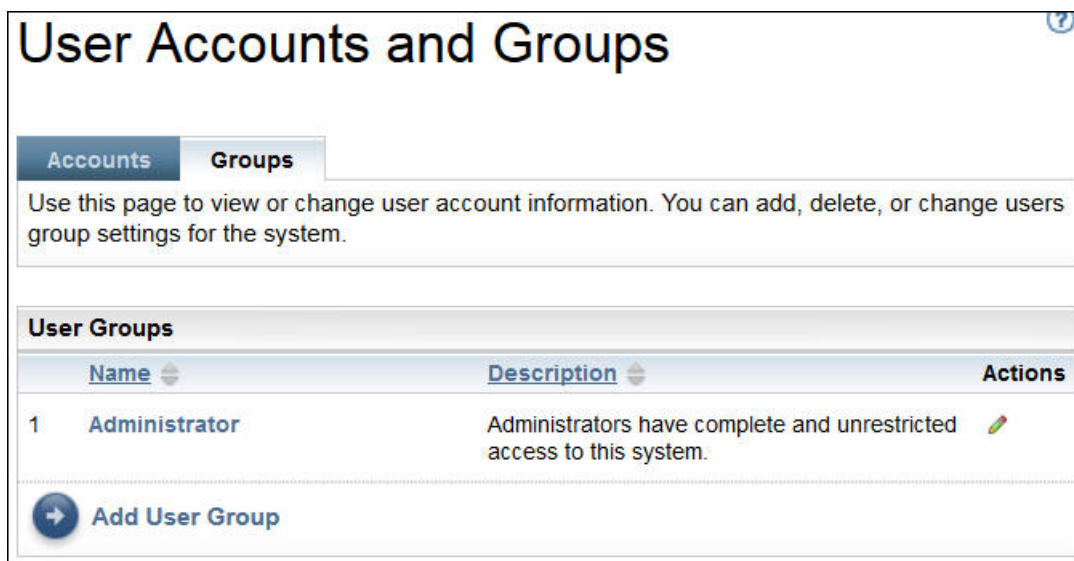 User Accounts and Groups
?
Accounts Groups
Use this page to view or change user account information. You can add, delete, or change users
group settings for the system.
User Groups
Name Description Actions
1 Administrator Administrators have complete and unrestricted
access to this system.
Add User Group